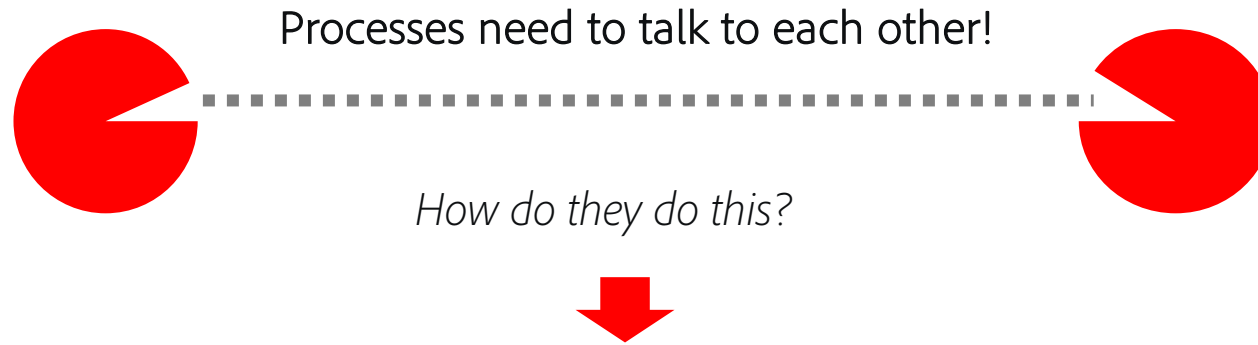 Processes need to talk to each other!
How do they do this?